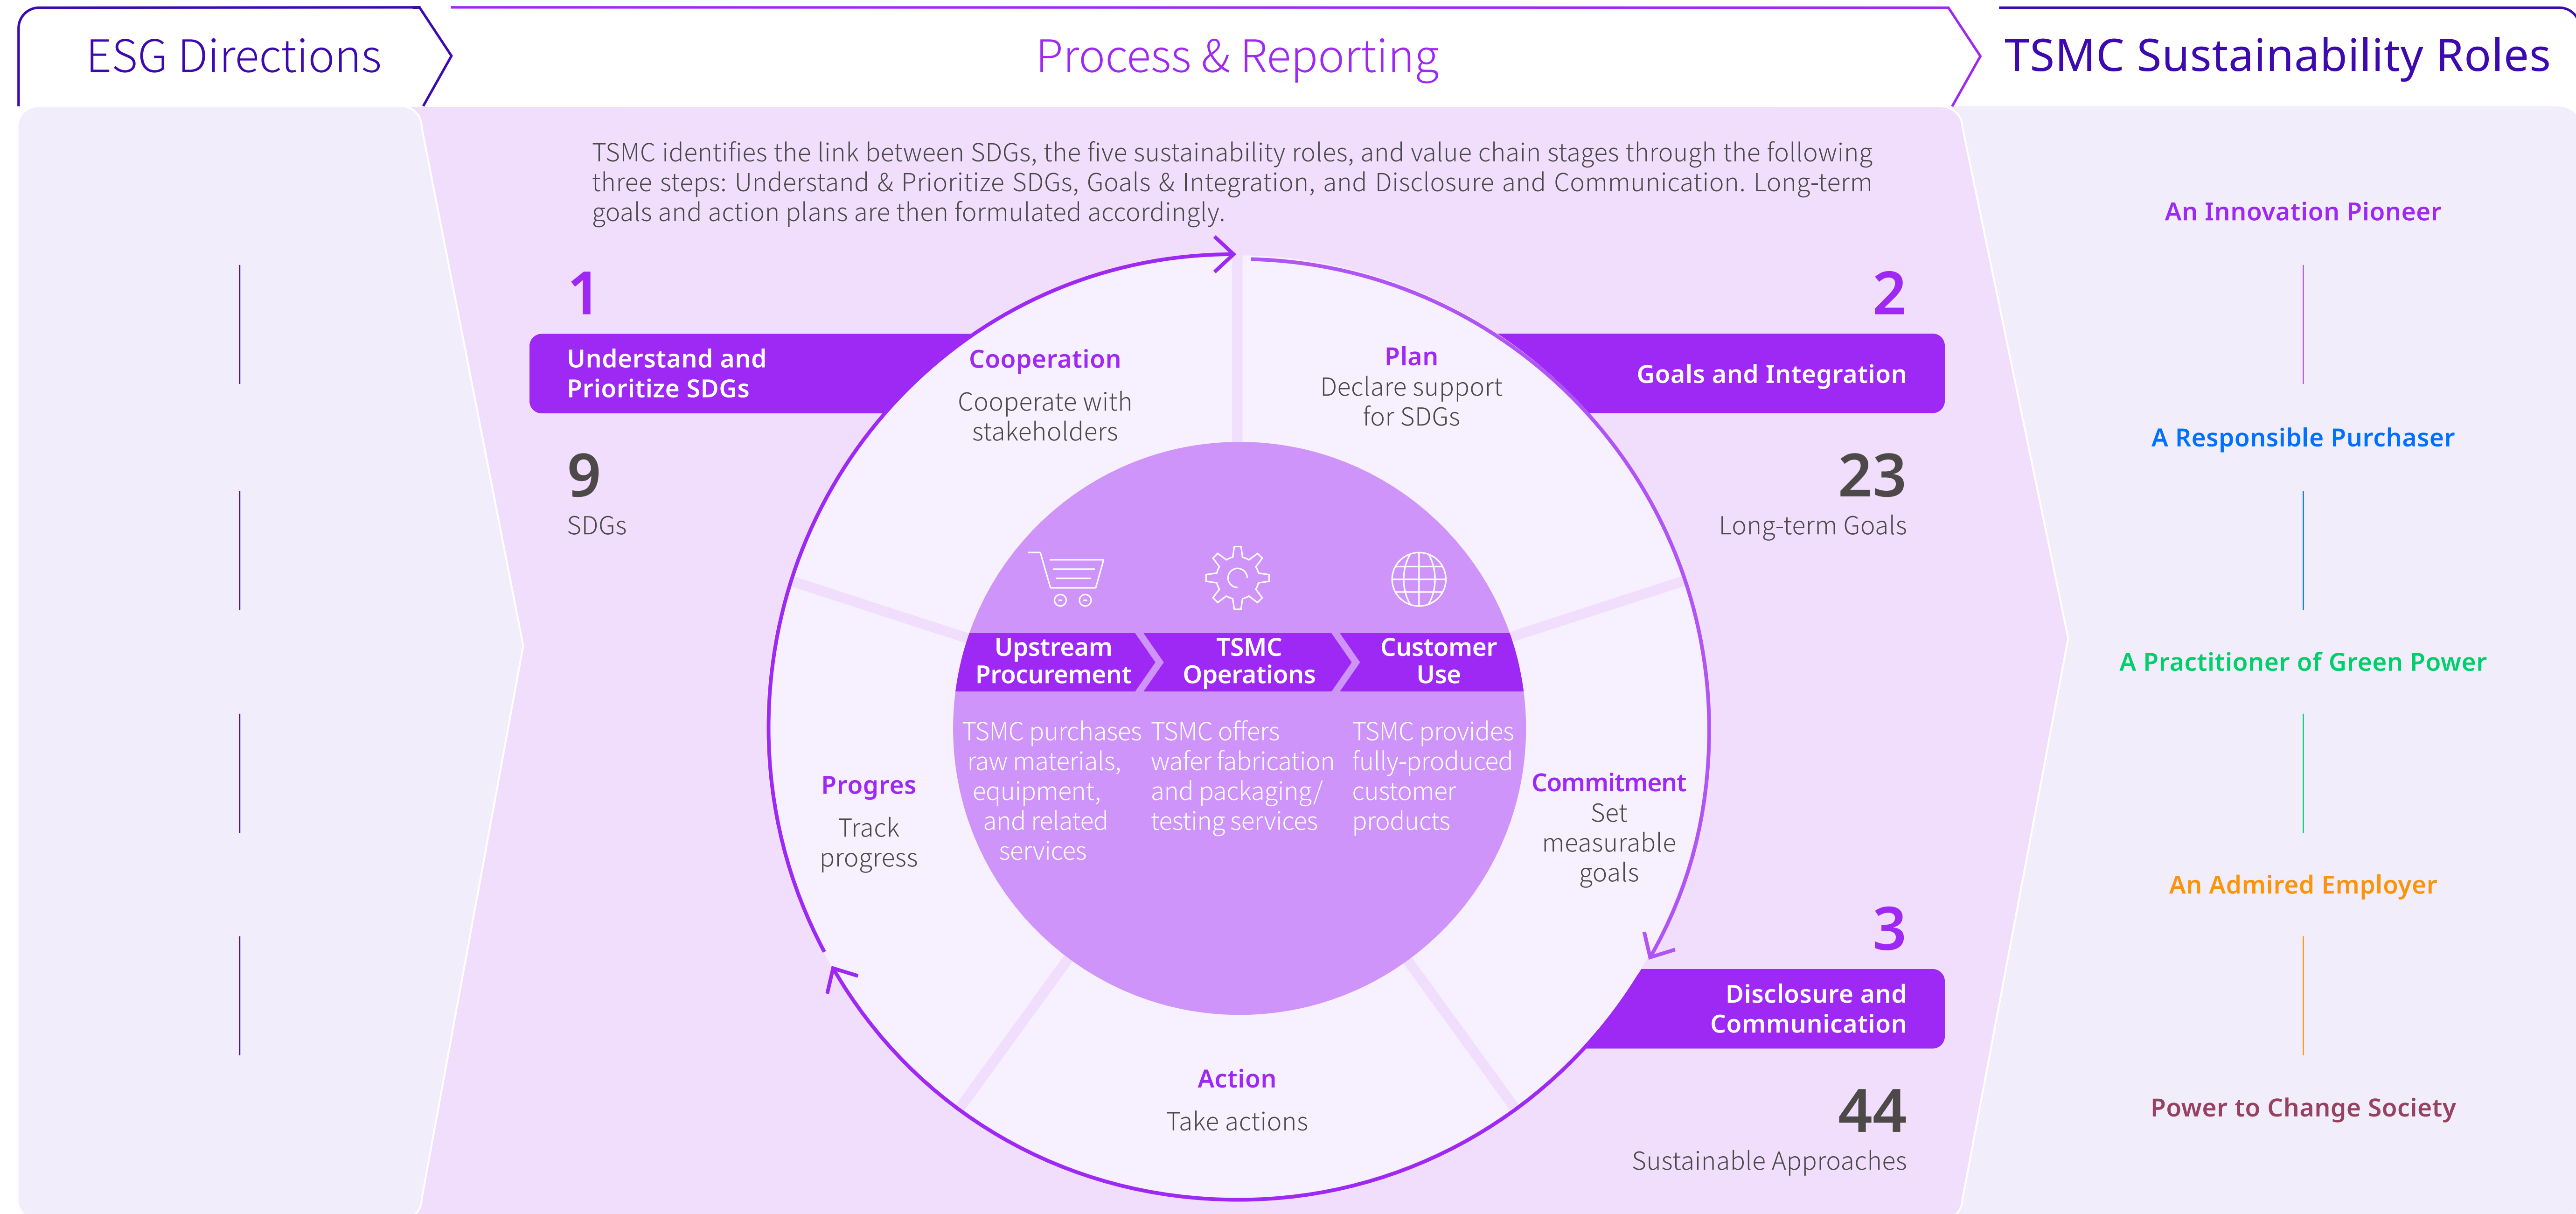 ESG Directions
Process & Reporting
TSMC Sustainability Roles
TSMC identifies the link between SDGs, the five sustainability roles, and value chain stages through the following
three steps: Understand & Prioritize SDGs, Goals & Integration, and Disclosure and Communication. Long-term
goals and action plans are then formulated accordingly.
1
Understand and
Prioritize SDGs
9
SDGs
2
Goals and Integration
23
Long-term Goals
3
Disclosure and
Communication
44
Sustainable Approaches
Cooperation
Cooperate with
stakeholders
Plan
Declare support
for SDGs
Commitment
Set
measurable
goals
Action
Take actions
Progres
Track
progress
Upstream
Procurement
TSMC purchases
raw materials,
equipment,
and related
services
TSMC
Operations
TSMC offers
wafer fabrication
and packaging/
testing services
Customer
Use
TSMC provides
fully-produced
customer
products
An Innovation Pioneer
A Responsible Purchaser
A Practitioner of Green Power
An Admired Employer
Power to Change Society